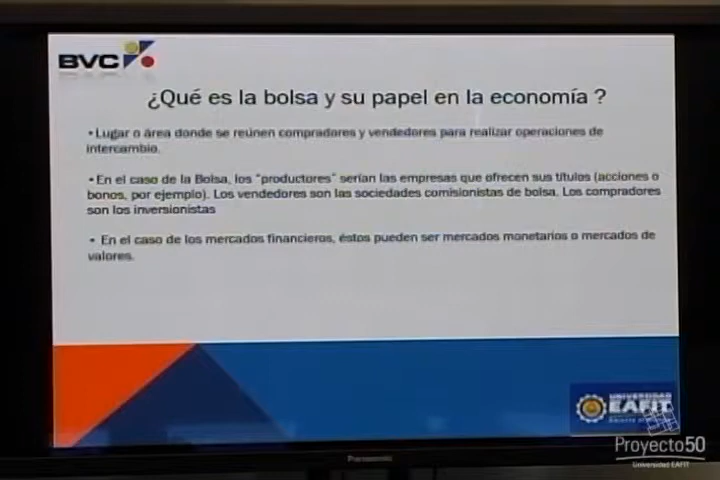 BVC
¿Qué es la bolsa y su papel en la economía ?
•Lugar o área donde se reúnen compradores y vendedores para realizar operaciones de
intercambio.
•En el caso de la Bolsa, los "productores" serían las empresas que ofrecen sus títulos (acciones o
bonos, por ejemplo). Los vendedores son las sociedades comisionistas de bolsa. Los compradores
son los inversionistas
• En el caso de los mercados financieros, éstos pueden ser mercados monetarios o mercados de
valores.
UNIVERSIDAD
EAFIT
Panasonic
Proyecto50
Universidad EAFIT